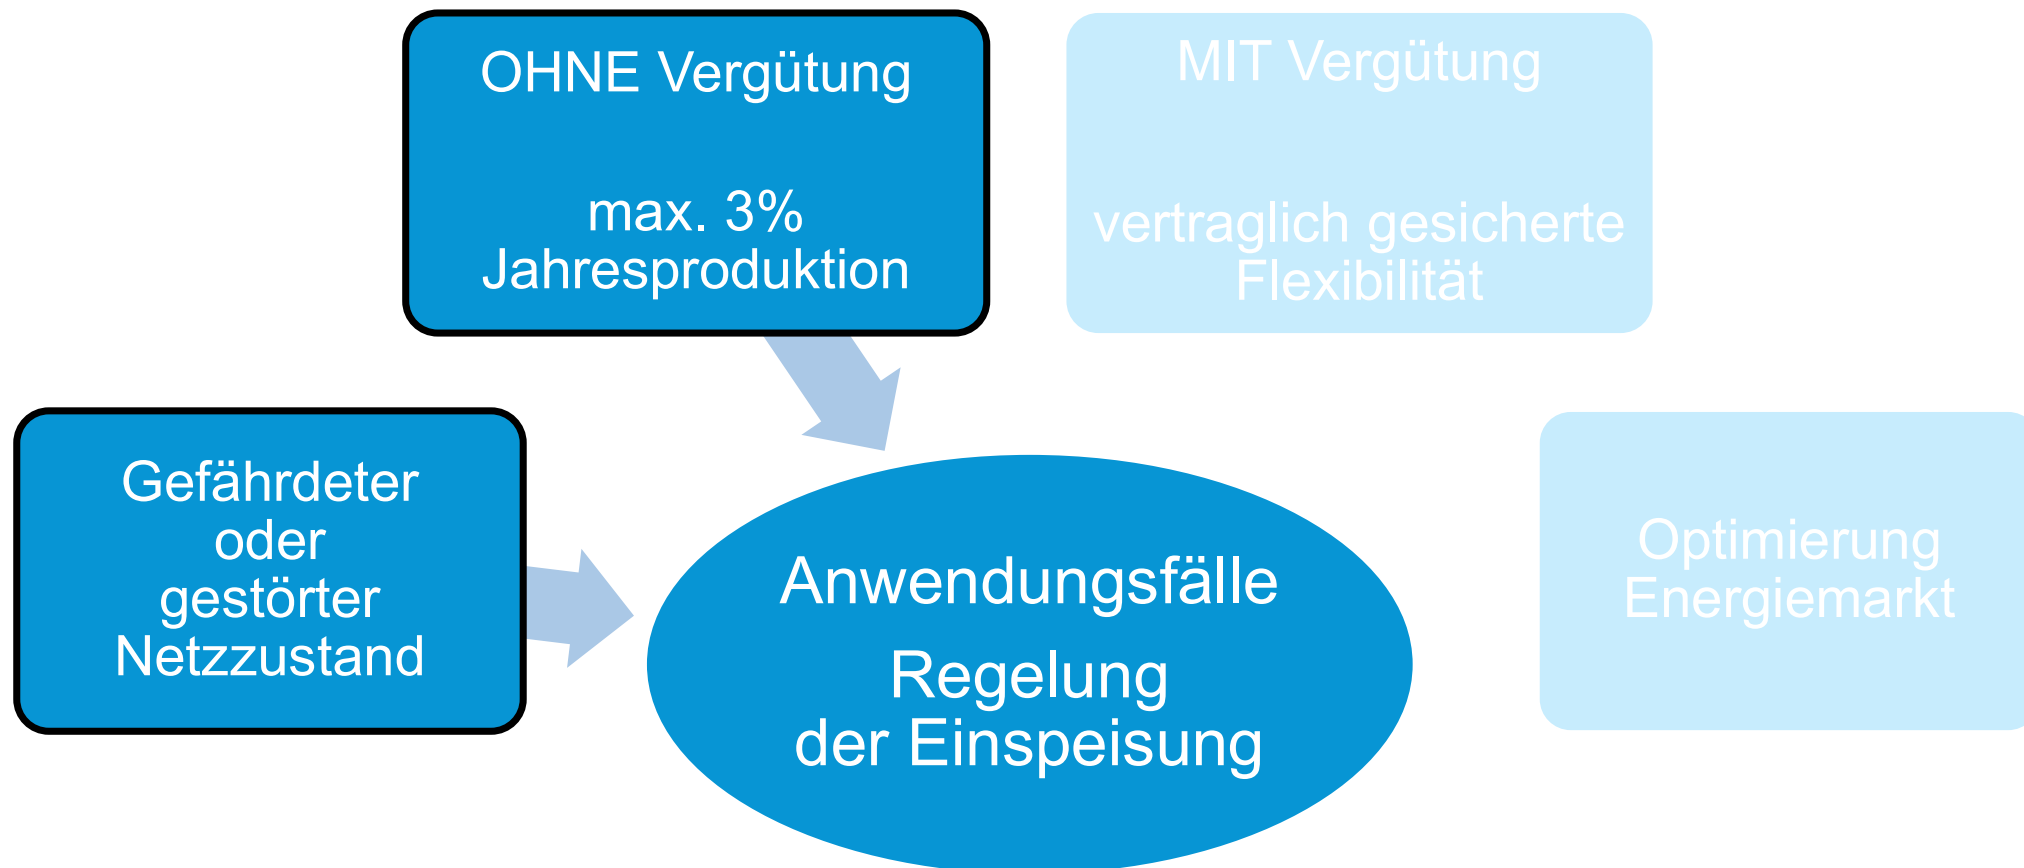 OHNE Vergütung
max. 3%
Jahresproduktion
MIT Vergütung
vertraglich gesicherte
Flexibilität
Gefährdeter
oder
gestörter
Netzzustand
Anwendungsfälle
Regelung
der Einspeisung
Optimierung
Energiemarkt